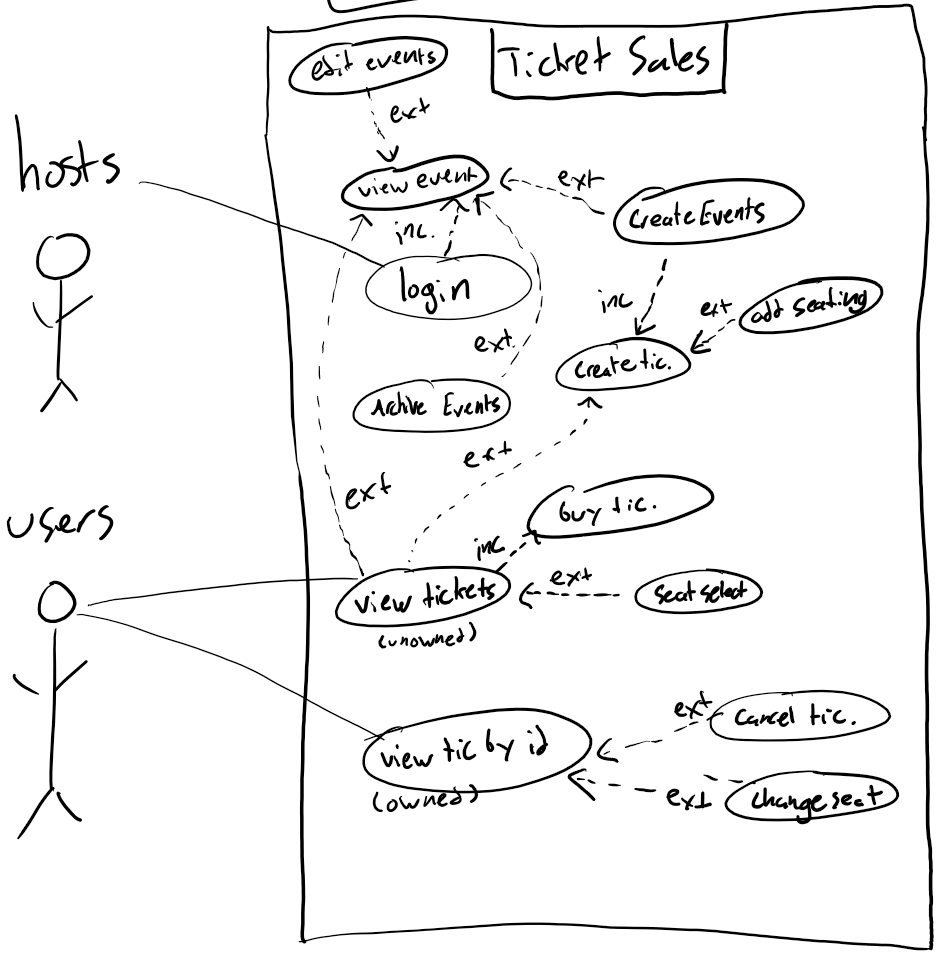 Ticket Sales
edit events
ext
hosts
view event
ext
Create Events
inc.
login
inc
ext
add seating
ext.
Create tic.
Archive Events
ext
ext
users
buy tic.
inc
ext
view tickets
seat select
(unowned)
ext
cancel tic.
view tic by id
(owned)
ext
change seat